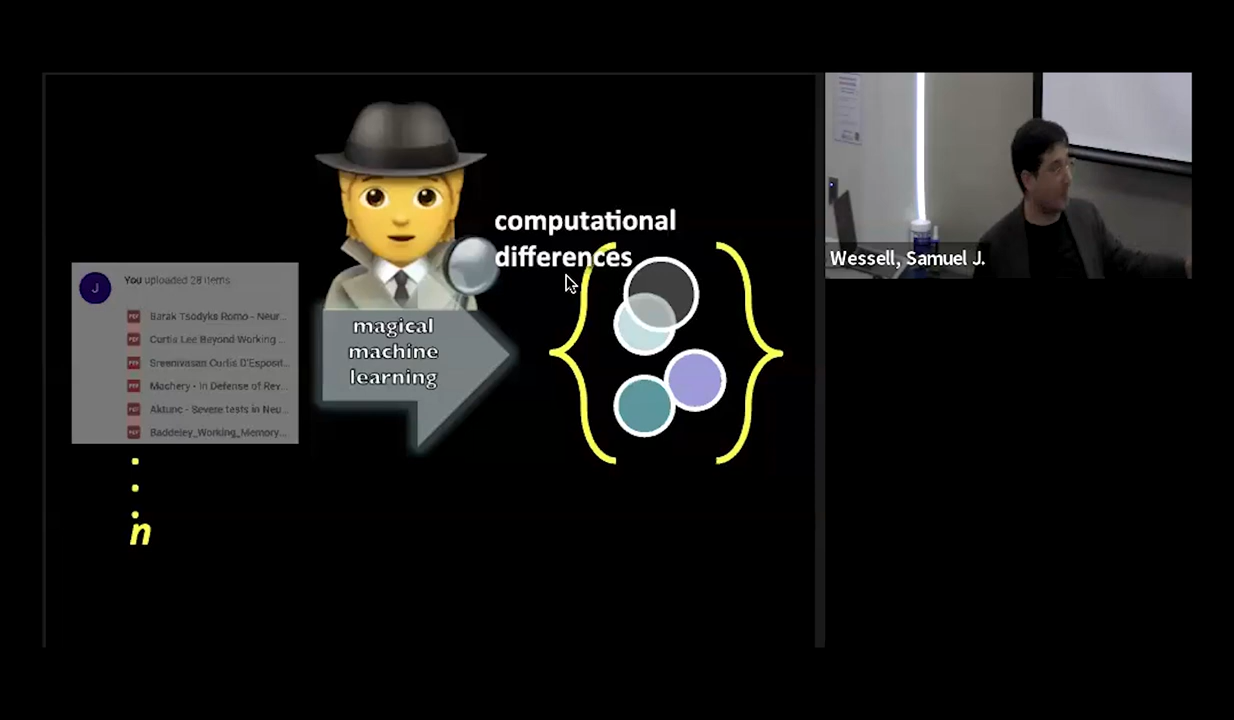 You uploaded 28 items
J
Barak Tsodyks Romo - Neur...
Curtis Lee Beyond Working ...
Sreenivasan Curtis D'Esposit...
Machery - In Defense of Rev...
Aktunc - Severe tests in Neu...
Baddeley_Working_Memory...
n
magical
machine
learning
computational
differences
Wessell, Samuel J.